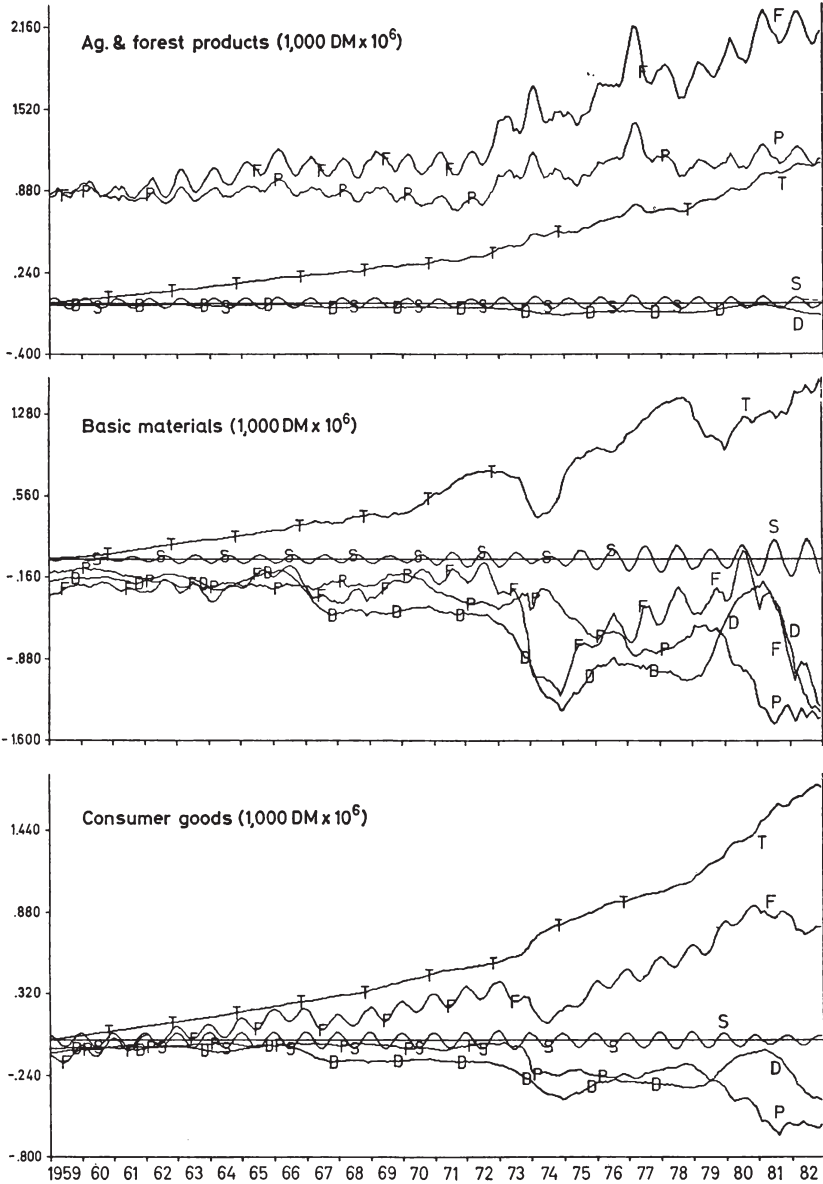 2.160
Ag. & forest products (1,000 DM x 10⁶)
F
1.520
F
P
F F F F
P
.880
F P P P P P P
T
T T
.240
T T T T T T T
S
D S D D S D D S D S D S D D S D S D
D
-.400
1.280
Basic materials (1,000 DM x 10⁶)
T
.560
T T T T T T T
S
S S S S S S S S S
-.160
-.880
D
F
P
-1.600
Consumer goods (1,000 DM x 10⁶)
1.440
T
.880
T T
F
.320
T T T T T T T
F F F F F F
S
-.240
D
P
-.800
1959 60 61 62 63 64 65 66 67 68 69 70 71 72 73 74 75 76 77 78 79 80 81 82